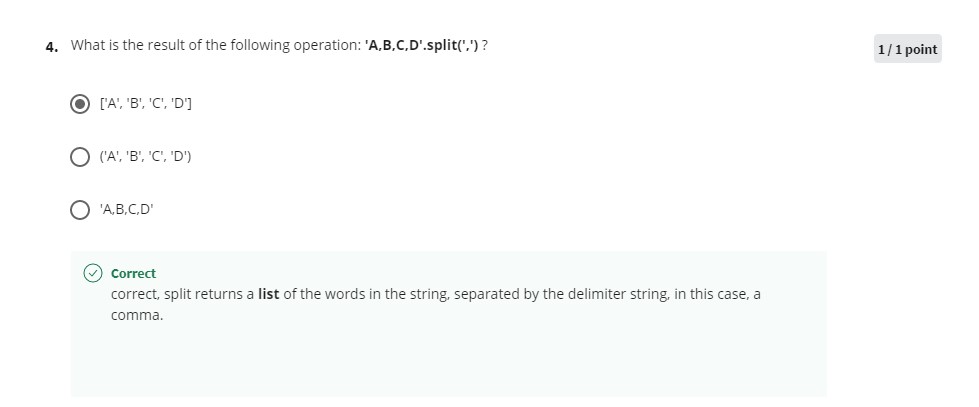 4. What is the result of the following operation: 'A,B,C,D'.split(',') ?
1 / 1 point
['A', 'B', 'C', 'D']
('A', 'B', 'C', 'D')
'A,B,C,D'
Correct
correct, split returns a list of the words in the string, separated by the delimiter string, in this case, a
comma.